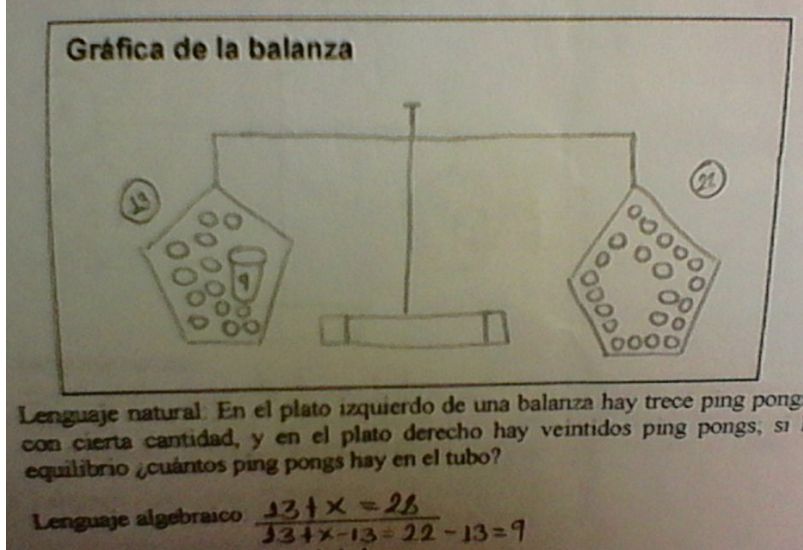 Gráfica de la balanza
13
22
9
Lenguaje natural: En el plato izquierdo de una balanza hay trece ping pong
con cierta cantidad, y en el plato derecho hay veintidos ping pongs, si
equilibrio ¿cuántos ping pongs hay en el tubo?
Lenguaje algebraico 13+x = 28
13+x-13=22-13=9